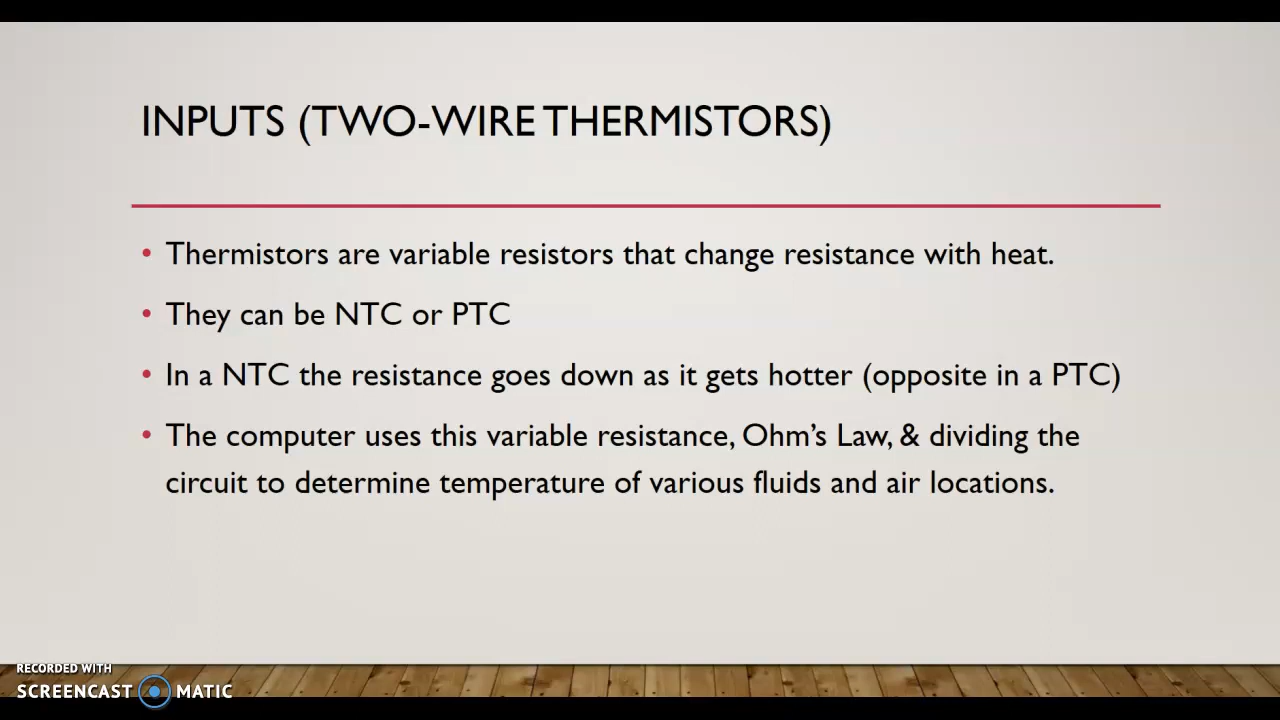 INPUTS (TWO-WIRE THERMISTORS)
• Thermistors are variable resistors that change resistance with heat.
• They can be NTC or PTC
• In a NTC the resistance goes down as it gets hotter (opposite in a PTC)
• The computer uses this variable resistance, Ohm's Law, & dividing the
circuit to determine temperature of various fluids and air locations.
RECORDED WITH
SCREENCAST MATIC